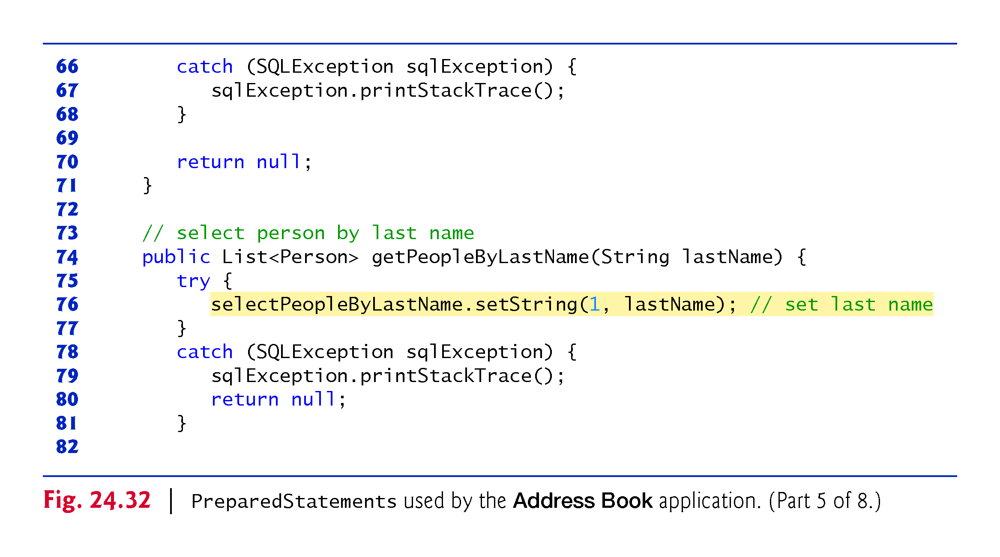 66         catch (SQLException sqlException) {
67            sqlException.printStackTrace();
68         }
69
70         return null;
71      }
72
73      // select person by last name
74      public List<Person> getPeopleByLastName(String lastName) {
75         try {
76            selectPeopleByLastName.setString(1, lastName); // set last name
77         }
78         catch (SQLException sqlException) {
79            sqlException.printStackTrace();
80            return null;
81         }
82
Fig. 24.32 | PreparedStatements used by the Address Book application. (Part 5 of 8.)